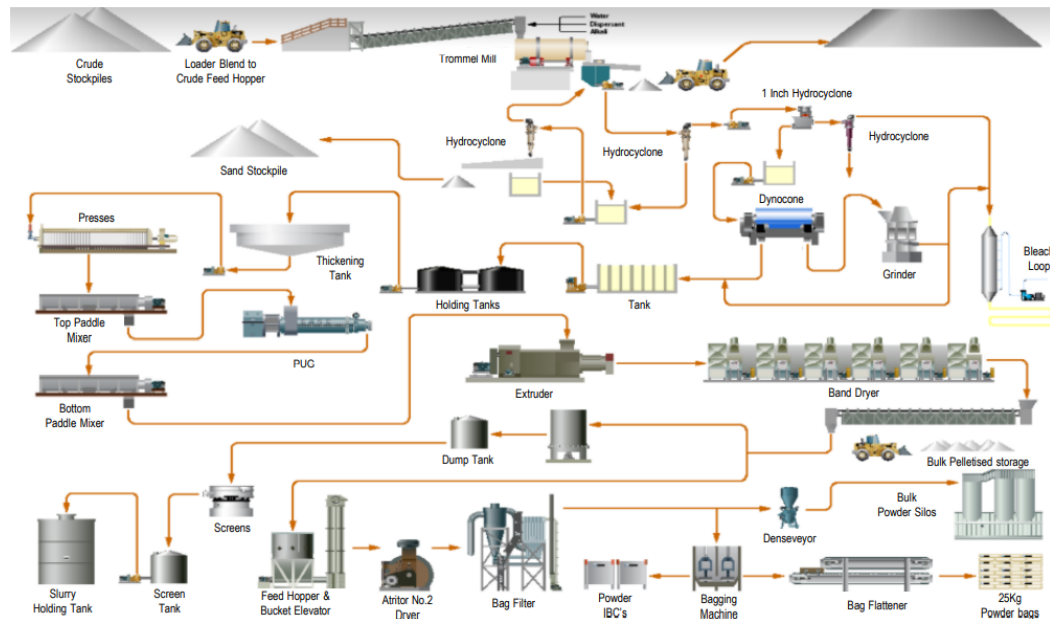 Water
Dispersant
Alkali
Crude
Stockpiles
Loader Blend to
Crude Feed Hopper
Trommel Mill
1 Inch Hydrocyclone
Hydrocyclone
Hydrocyclone
Hydrocyclone
Sand Stockpile
Dynocone
Presses
Thickening
Tank
Grinder
Bleach
Loop
Holding Tanks
Tank
Top Paddle
Mixer
PUG
Extruder
Band Dryer
Bottom
Paddle Mixer
Dump Tank
Bulk Pelletised storage
Screens
Bulk
Powder Silos
Denseveyor
Slurry
Holding Tank
Screen
Tank
Feed Hopper &
Bucket Elevator
Atritor No.2
Dryer
Bag Filter
Powder
IBC's
Bagging
Machine
Bag Flattener
25Kg
Powder bags